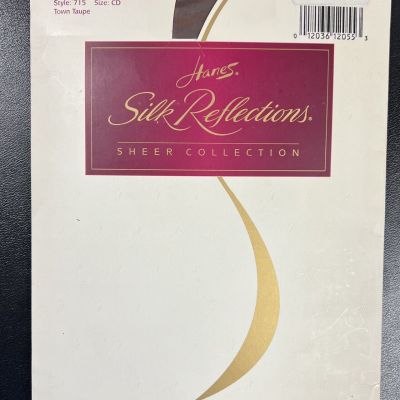 Style: 715 Size: CD
Town Taupe
0 12036 12055 3
Hanes®
Silk Reflections®
SHEER COLLECTION